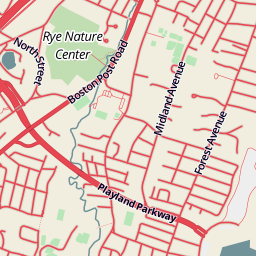 Rye Nature
Center
North Street
Boston Post Road
Midland Avenue
Forest Avenue
Playland Parkway